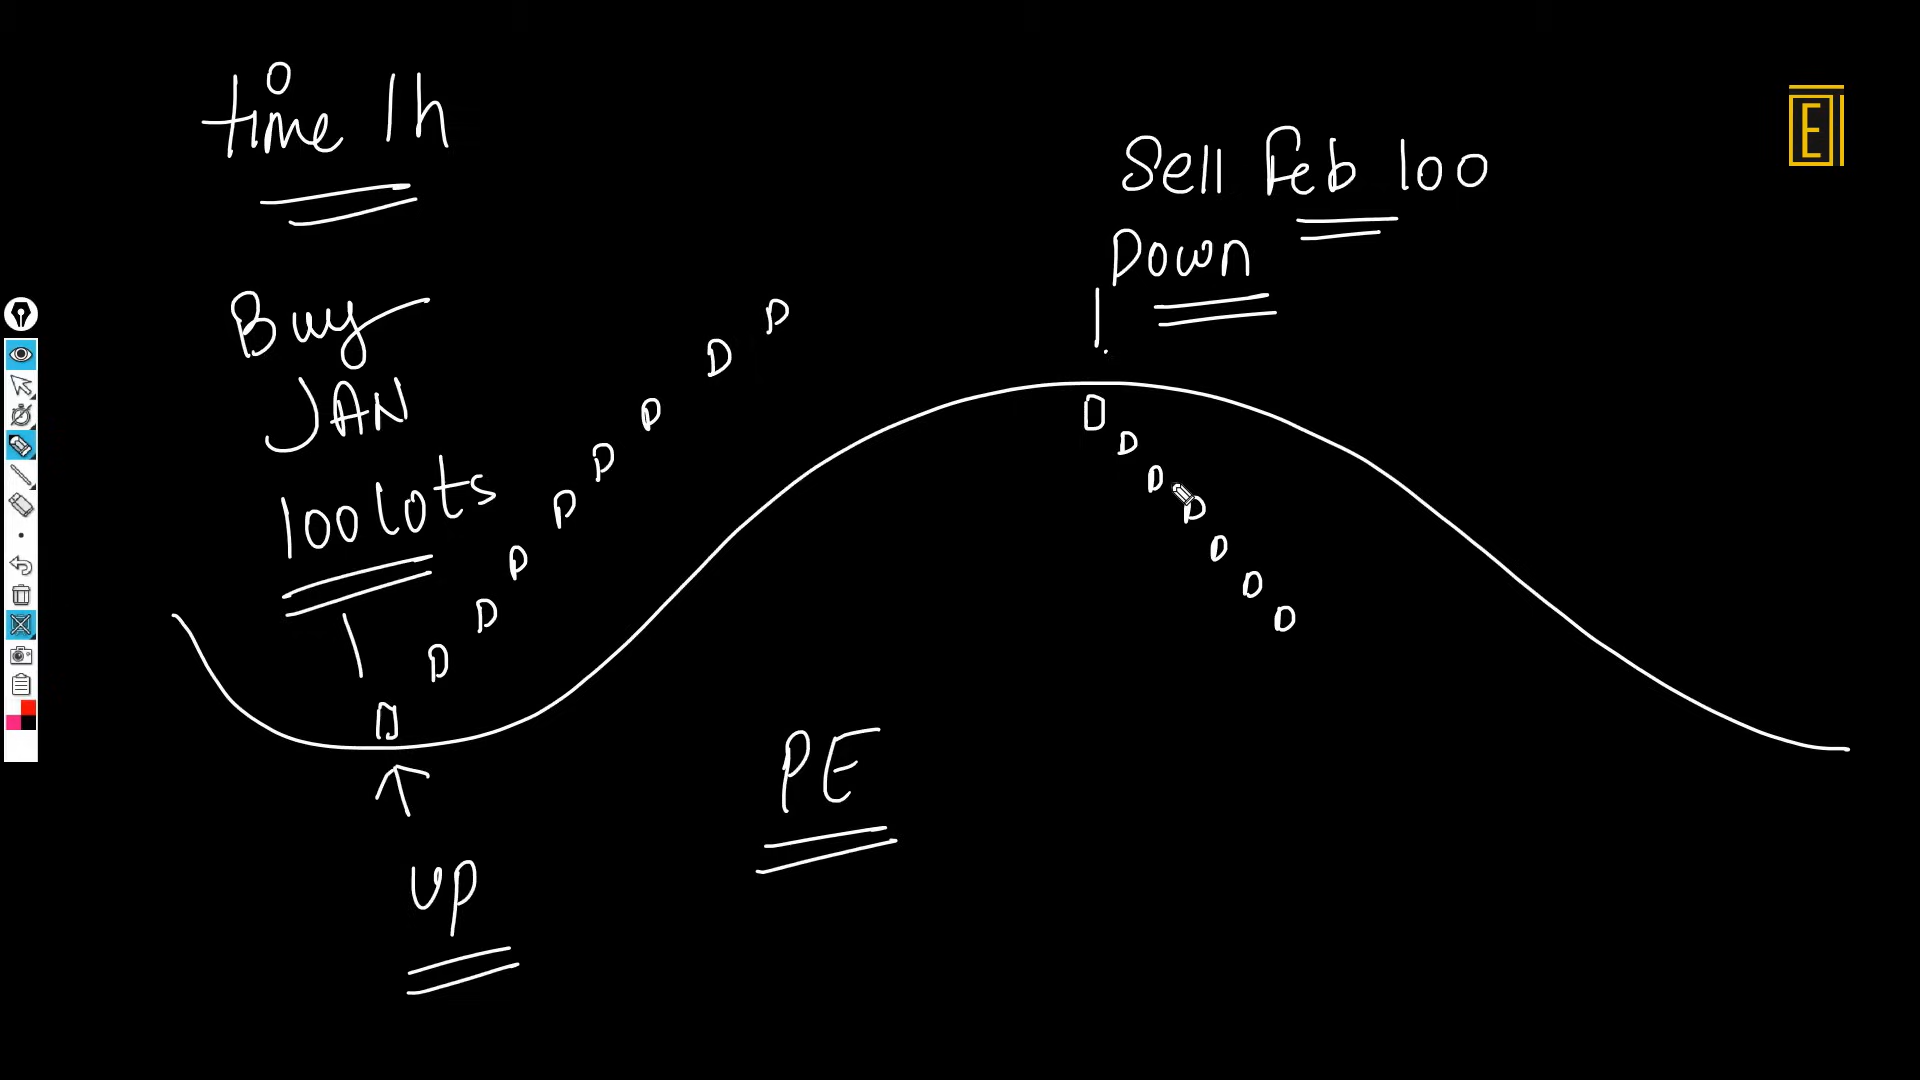 time 1h
Sell Feb 100
Down
Buy
JAN
100 lots
D D D D D D D D D
D D D D D D D
UP
PE
E